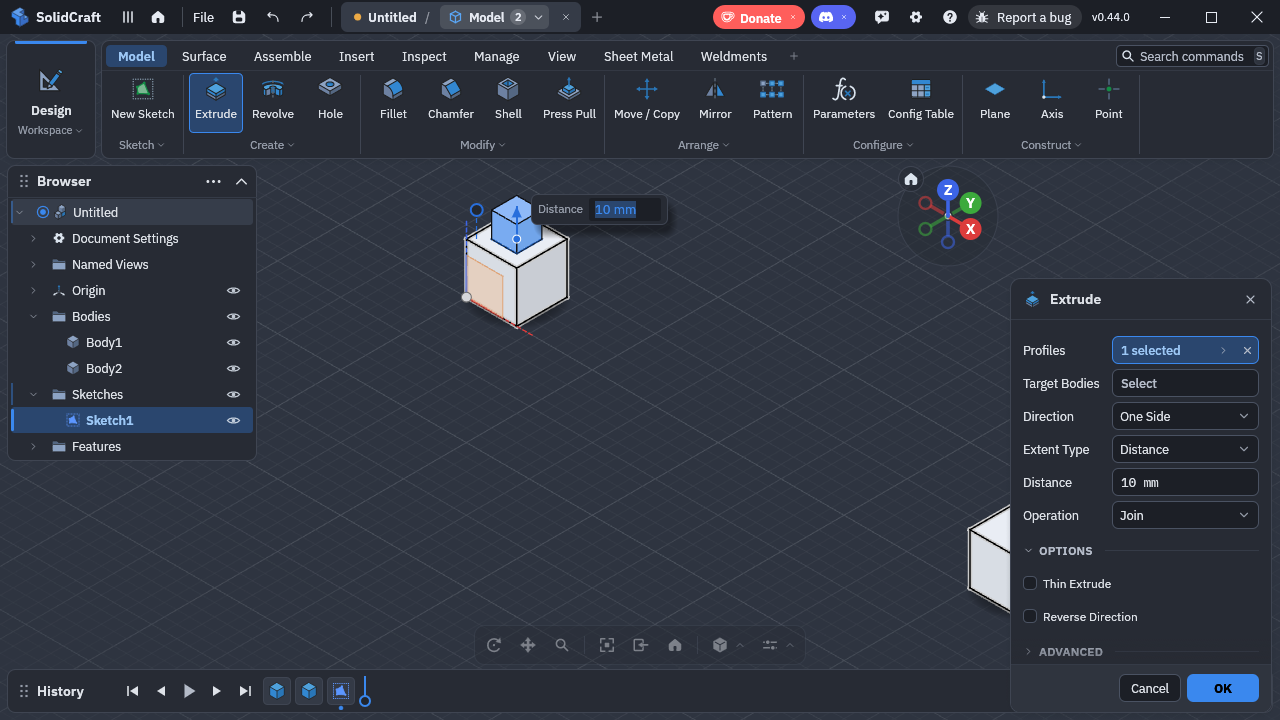 SolidCraft
File
Untitled / Model 2
Donate
Report a bug
v0.44.0
Design
Workspace
Model Surface Assemble Insert Inspect Manage View Sheet Metal Weldments
Search commands S
New Sketch Extrude Revolve Hole Fillet Chamfer Shell Press Pull Move / Copy Mirror Pattern Parameters Config Table Plane Axis Point
Sketch Create Modify Arrange Configure Construct
Browser
Untitled
Document Settings
Named Views
Origin
Bodies
Body1
Body2
Sketches
Sketch1
Features
Distance 10 mm
Z
Y
X
Extrude
Profiles 1 selected
Target Bodies Select
Direction One Side
Extent Type Distance
Distance 10 mm
Operation Join
OPTIONS
Thin Extrude
Reverse Direction
ADVANCED
Cancel OK
History